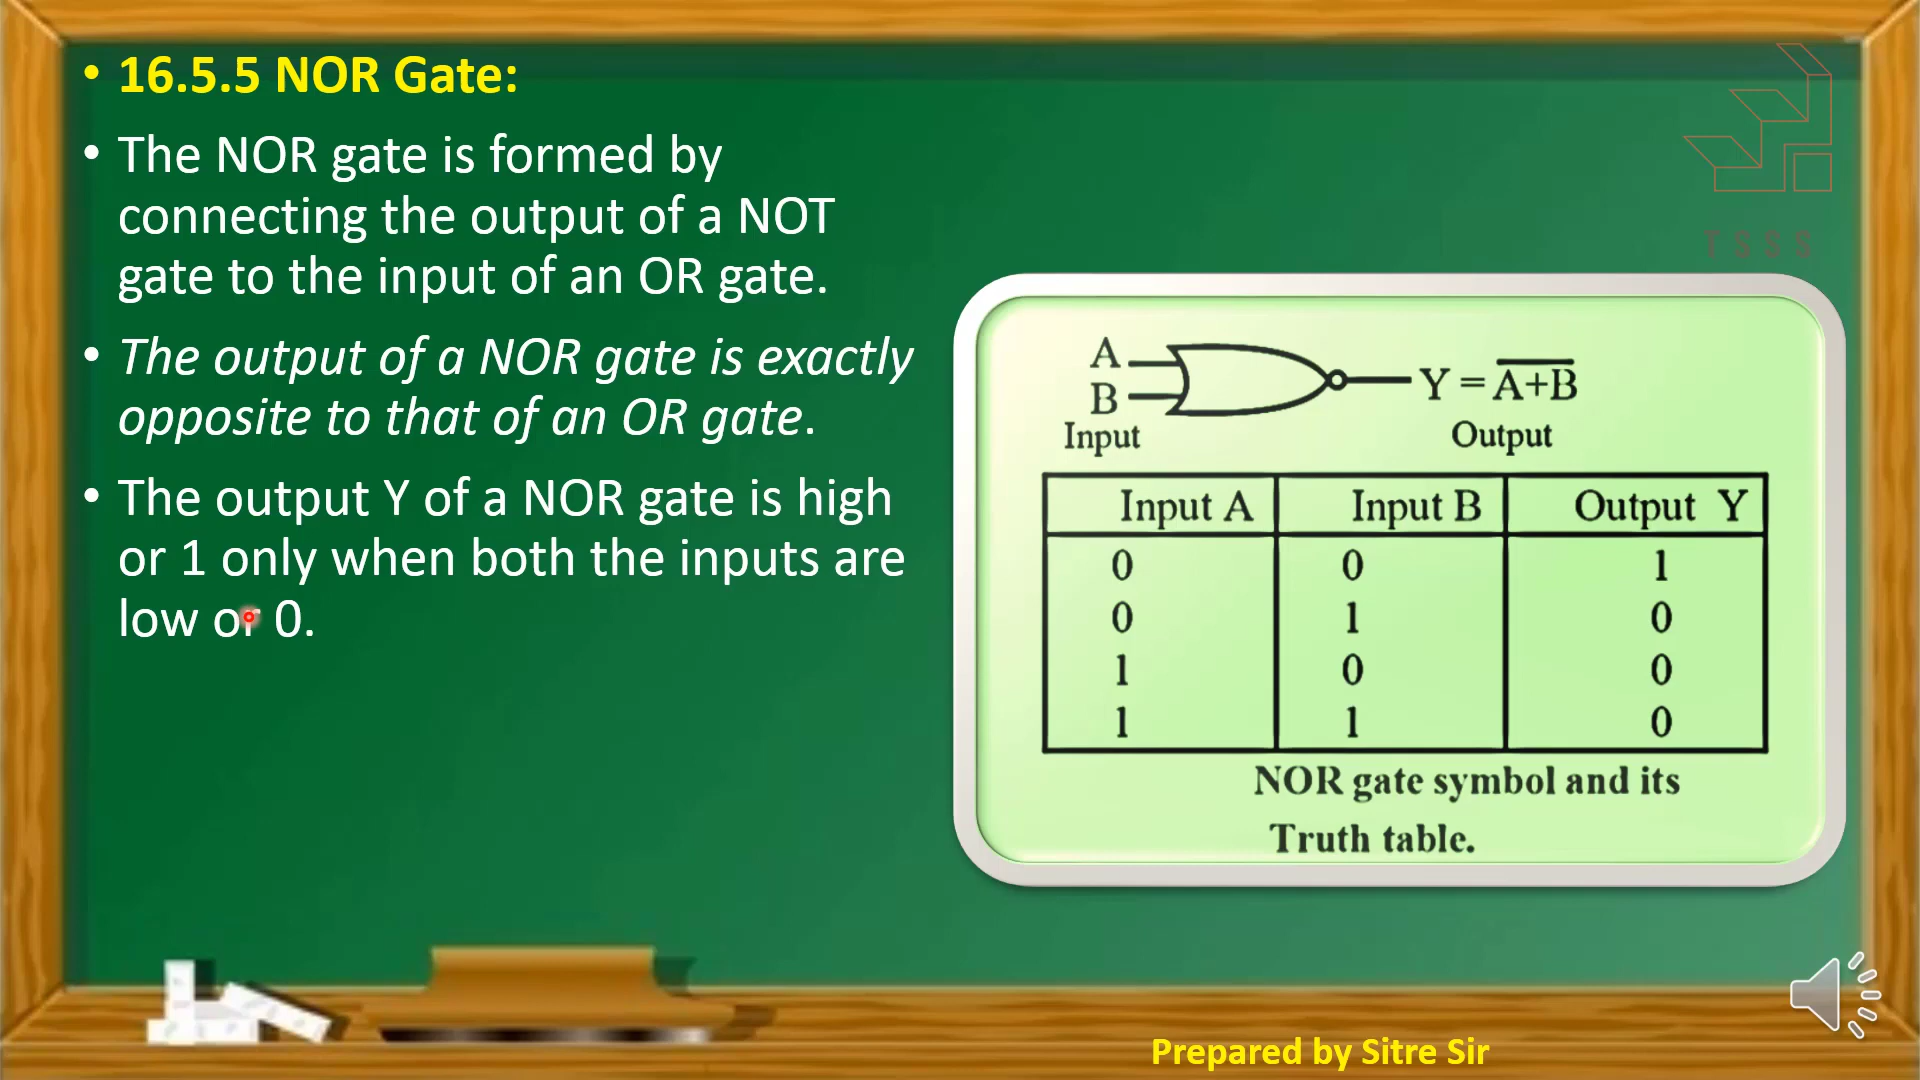 • 16.5.5 NOR Gate:
• The NOR gate is formed by
connecting the output of a NOT
gate to the input of an OR gate.
• The output of a NOR gate is exactly
opposite to that of an OR gate.
• The output Y of a NOR gate is high
or 1 only when both the inputs are
low or 0.
TSSS
A
B
Input
Y = \overline{A+B}
Output
Input A Input B Output Y
0 0 1
0 1 0
1 0 0
1 1 0
NOR gate symbol and its
Truth table.
Prepared by Sitre Sir